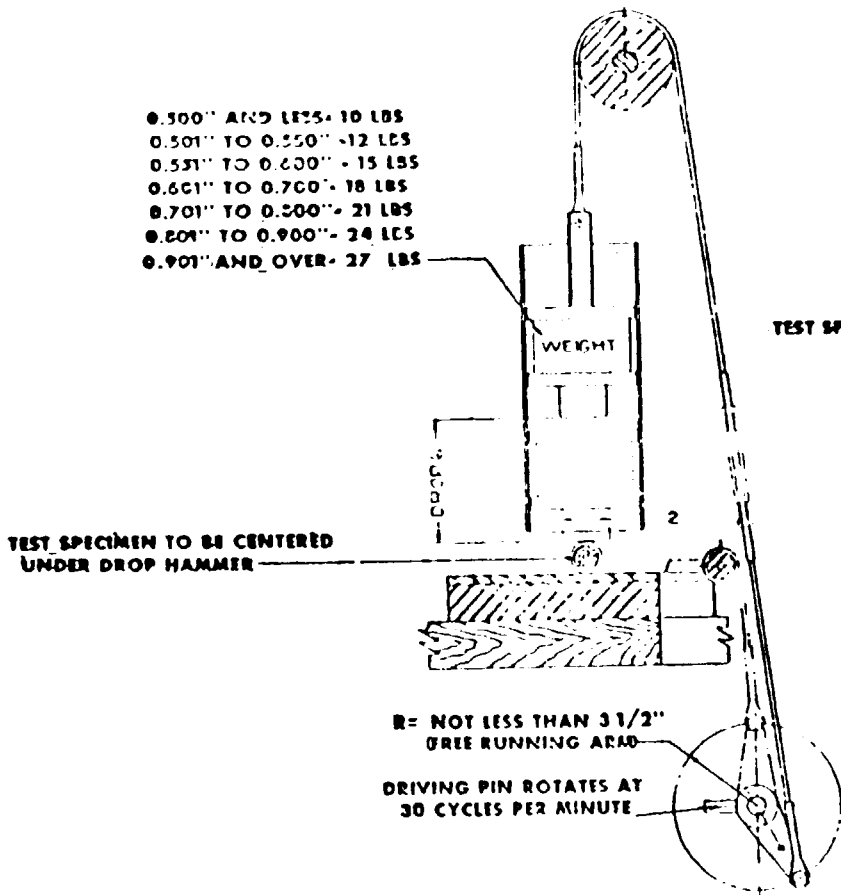 0.500" AND LESS- 10 LBS
0.501" TO 0.550" -12 LBS
0.551" TO 0.600" - 15 LBS
0.601" TO 0.700"- 18 LBS
0.701" TO 0.800"- 21 LBS
0.801" TO 0.900"- 24 LBS
0.901" AND OVER- 27 LBS
TEST SP
WEIGHT
DROP
2
TEST SPECIMEN TO BE CENTERED
UNDER DROP HAMMER
R= NOT LESS THAN 3 1/2"
FREE RUNNING ARM
DRIVING PIN ROTATES AT
30 CYCLES PER MINUTE